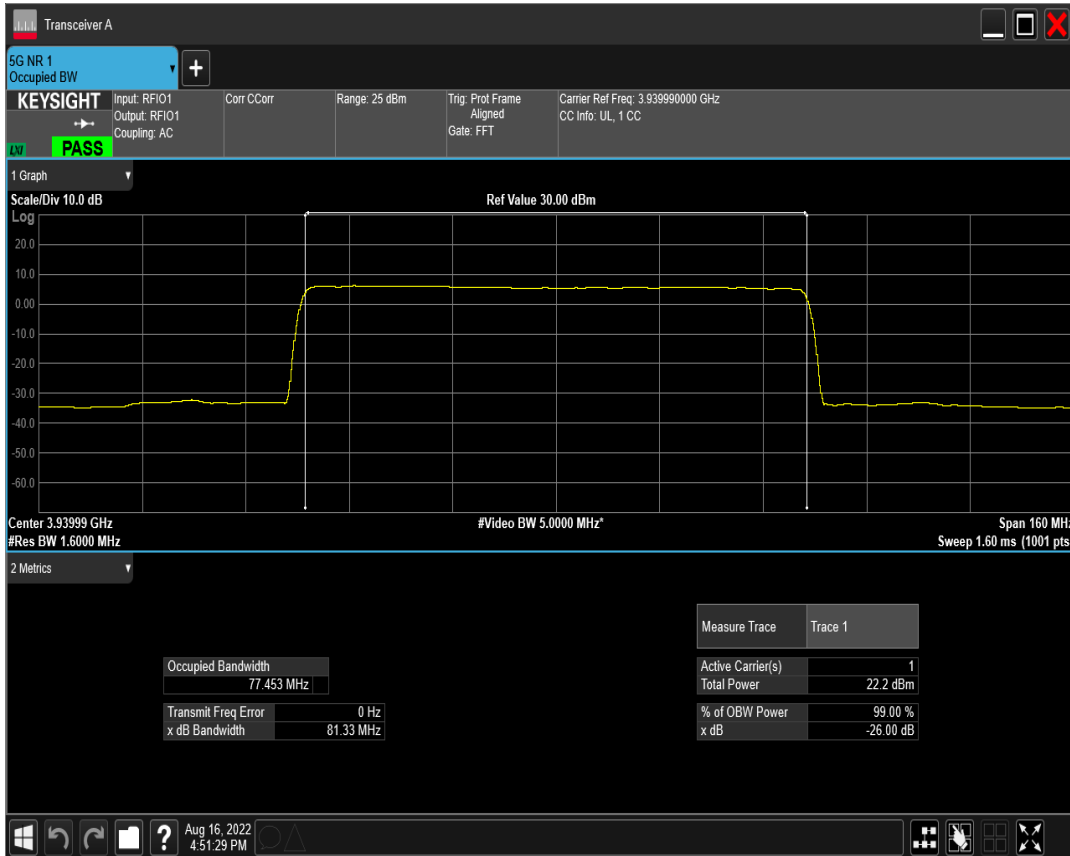 Transceiver A
5G NR 1
Occupied BW
+
KEYSIGHT
Input: RFIO1
Output: RFIO1
Coupling: AC
LXI
PASS
Corr CCorr
Range: 25 dBm
Trig: Prot Frame
Aligned
Gate: FFT
Carrier Ref Freq: 3.939990000 GHz
CC Info: UL, 1 CC
1 Graph
Scale/Div 10.0 dB
Ref Value 30.00 dBm
Log
20.0
10.0
0.00
-10.0
-20.0
-30.0
-40.0
-50.0
-60.0
Center 3.93999 GHz
#Video BW 5.0000 MHz*
Span 160 MHz
#Res BW 1.6000 MHz
Sweep 1.60 ms (1001 pts
2 Metrics
Measure Trace Trace 1
Occupied Bandwidth
77.453 MHz
Active Carrier(s) 1
Total Power 22.2 dBm
Transmit Freq Error 0 Hz
x dB Bandwidth 81.33 MHz
% of OBW Power 99.00 %
x dB -26.00 dB
?
Aug 16, 2022
4:51:29 PM